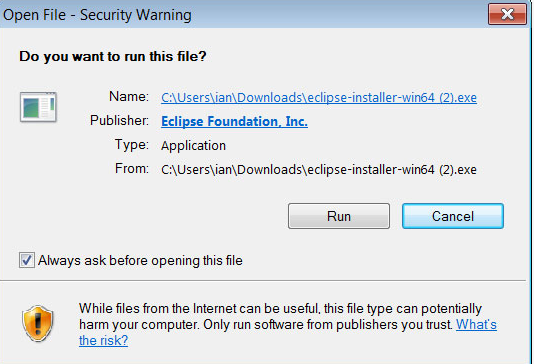 Open File - Security Warning
Do you want to run this file?
Name: C:\Users\ian\Downloads\eclipse-installer-win64 (2).exe
Publisher: Eclipse Foundation, Inc.
Type: Application
From: C:\Users\ian\Downloads\eclipse-installer-win64 (2).exe
Run Cancel
Always ask before opening this file
While files from the Internet can be useful, this file type can potentially
harm your computer. Only run software from publishers you trust. What's
the risk?